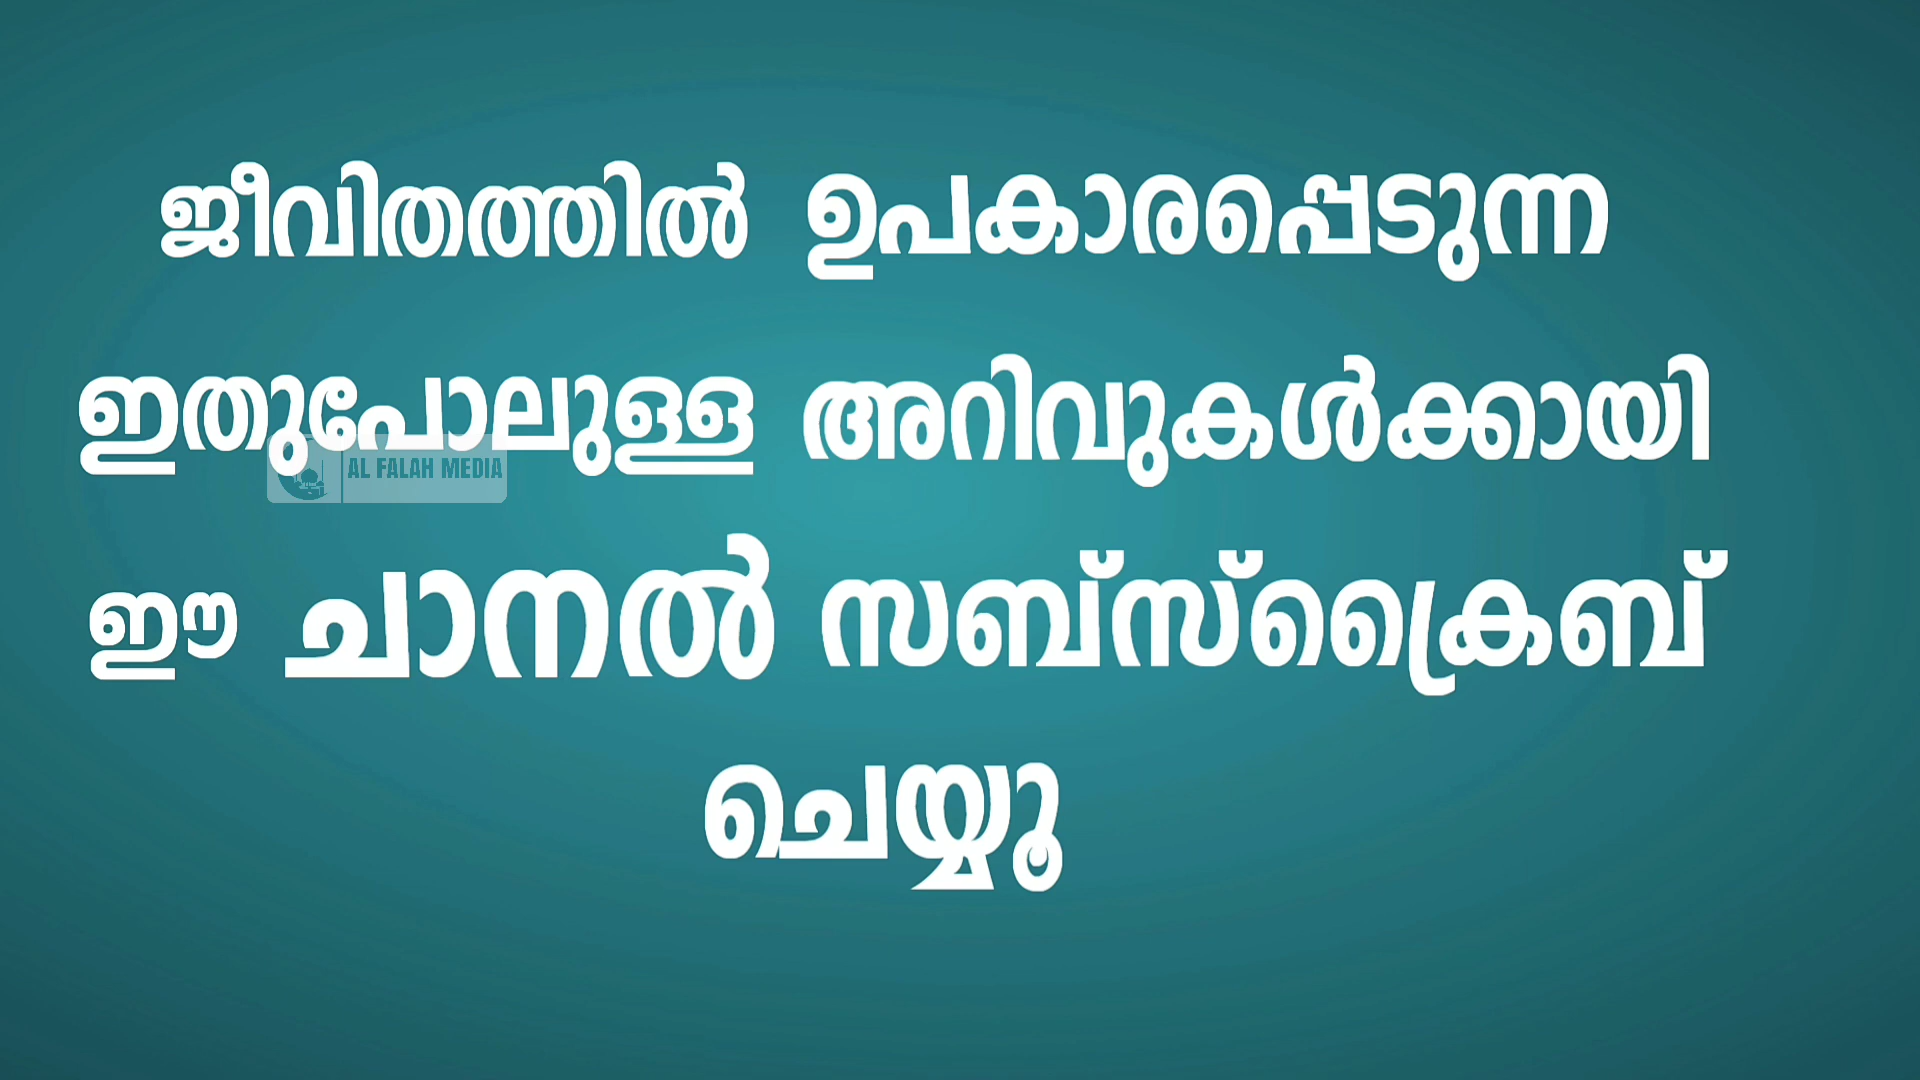 ജീവിതത്തിൽ ഉപകാരപ്പെടുന്ന
ഇതുപോലുള്ള അറിവുകൾക്കായി
AL FALAH MEDIA
ഈ ചാനൽ സബ്സ്ക്രൈബ്
ചെയ്യൂ